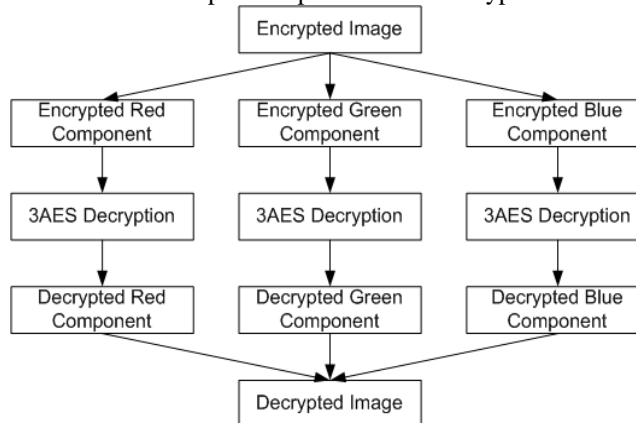 Encrypted Image
Encrypted Red
Component
Encrypted Green
Component
Encrypted Blue
Component
3AES Decryption
3AES Decryption
3AES Decryption
Decrypted Red
Component
Decrypted Green
Component
Decrypted Blue
Component
Decrypted Image